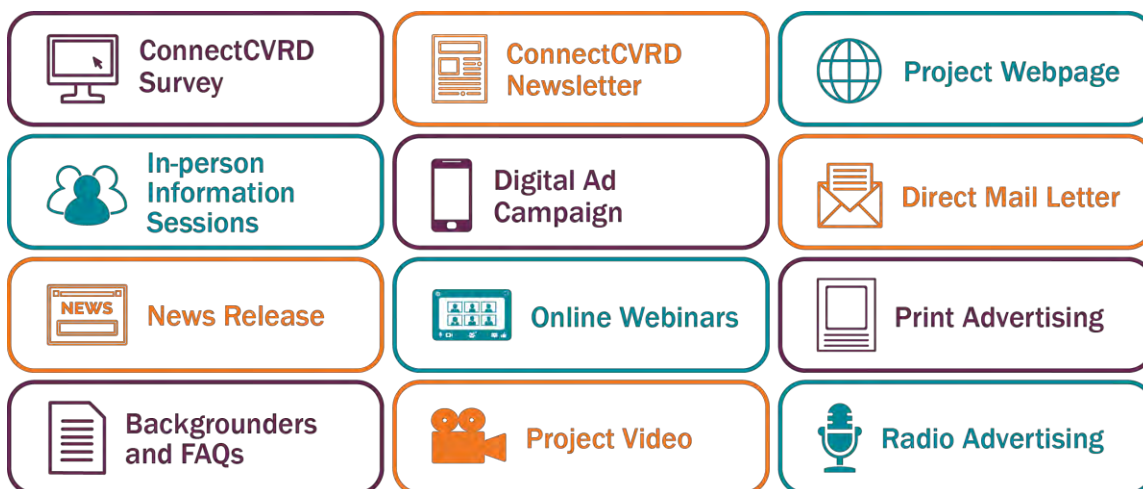 ConnectCVRD
Survey
ConnectCVRD
Newsletter
Project Webpage
In-person
Information
Sessions
Digital Ad
Campaign
Direct Mail Letter
NEWS
News Release
Online Webinars
Print Advertising
Backgrounders
and FAQs
Project Video
Radio Advertising